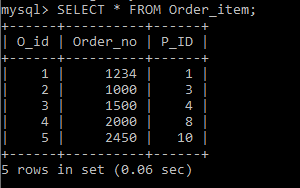 mysql> SELECT * FROM Order_item;
+------+----------+------+
| O_id | Order_no | P_ID |
+------+----------+------+
|    1 |     1234 |    1 |
|    2 |     1000 |    3 |
|    3 |     1500 |    4 |
|    4 |     2000 |    8 |
|    5 |     2450 |   10 |
+------+----------+------+
5 rows in set (0.06 sec)